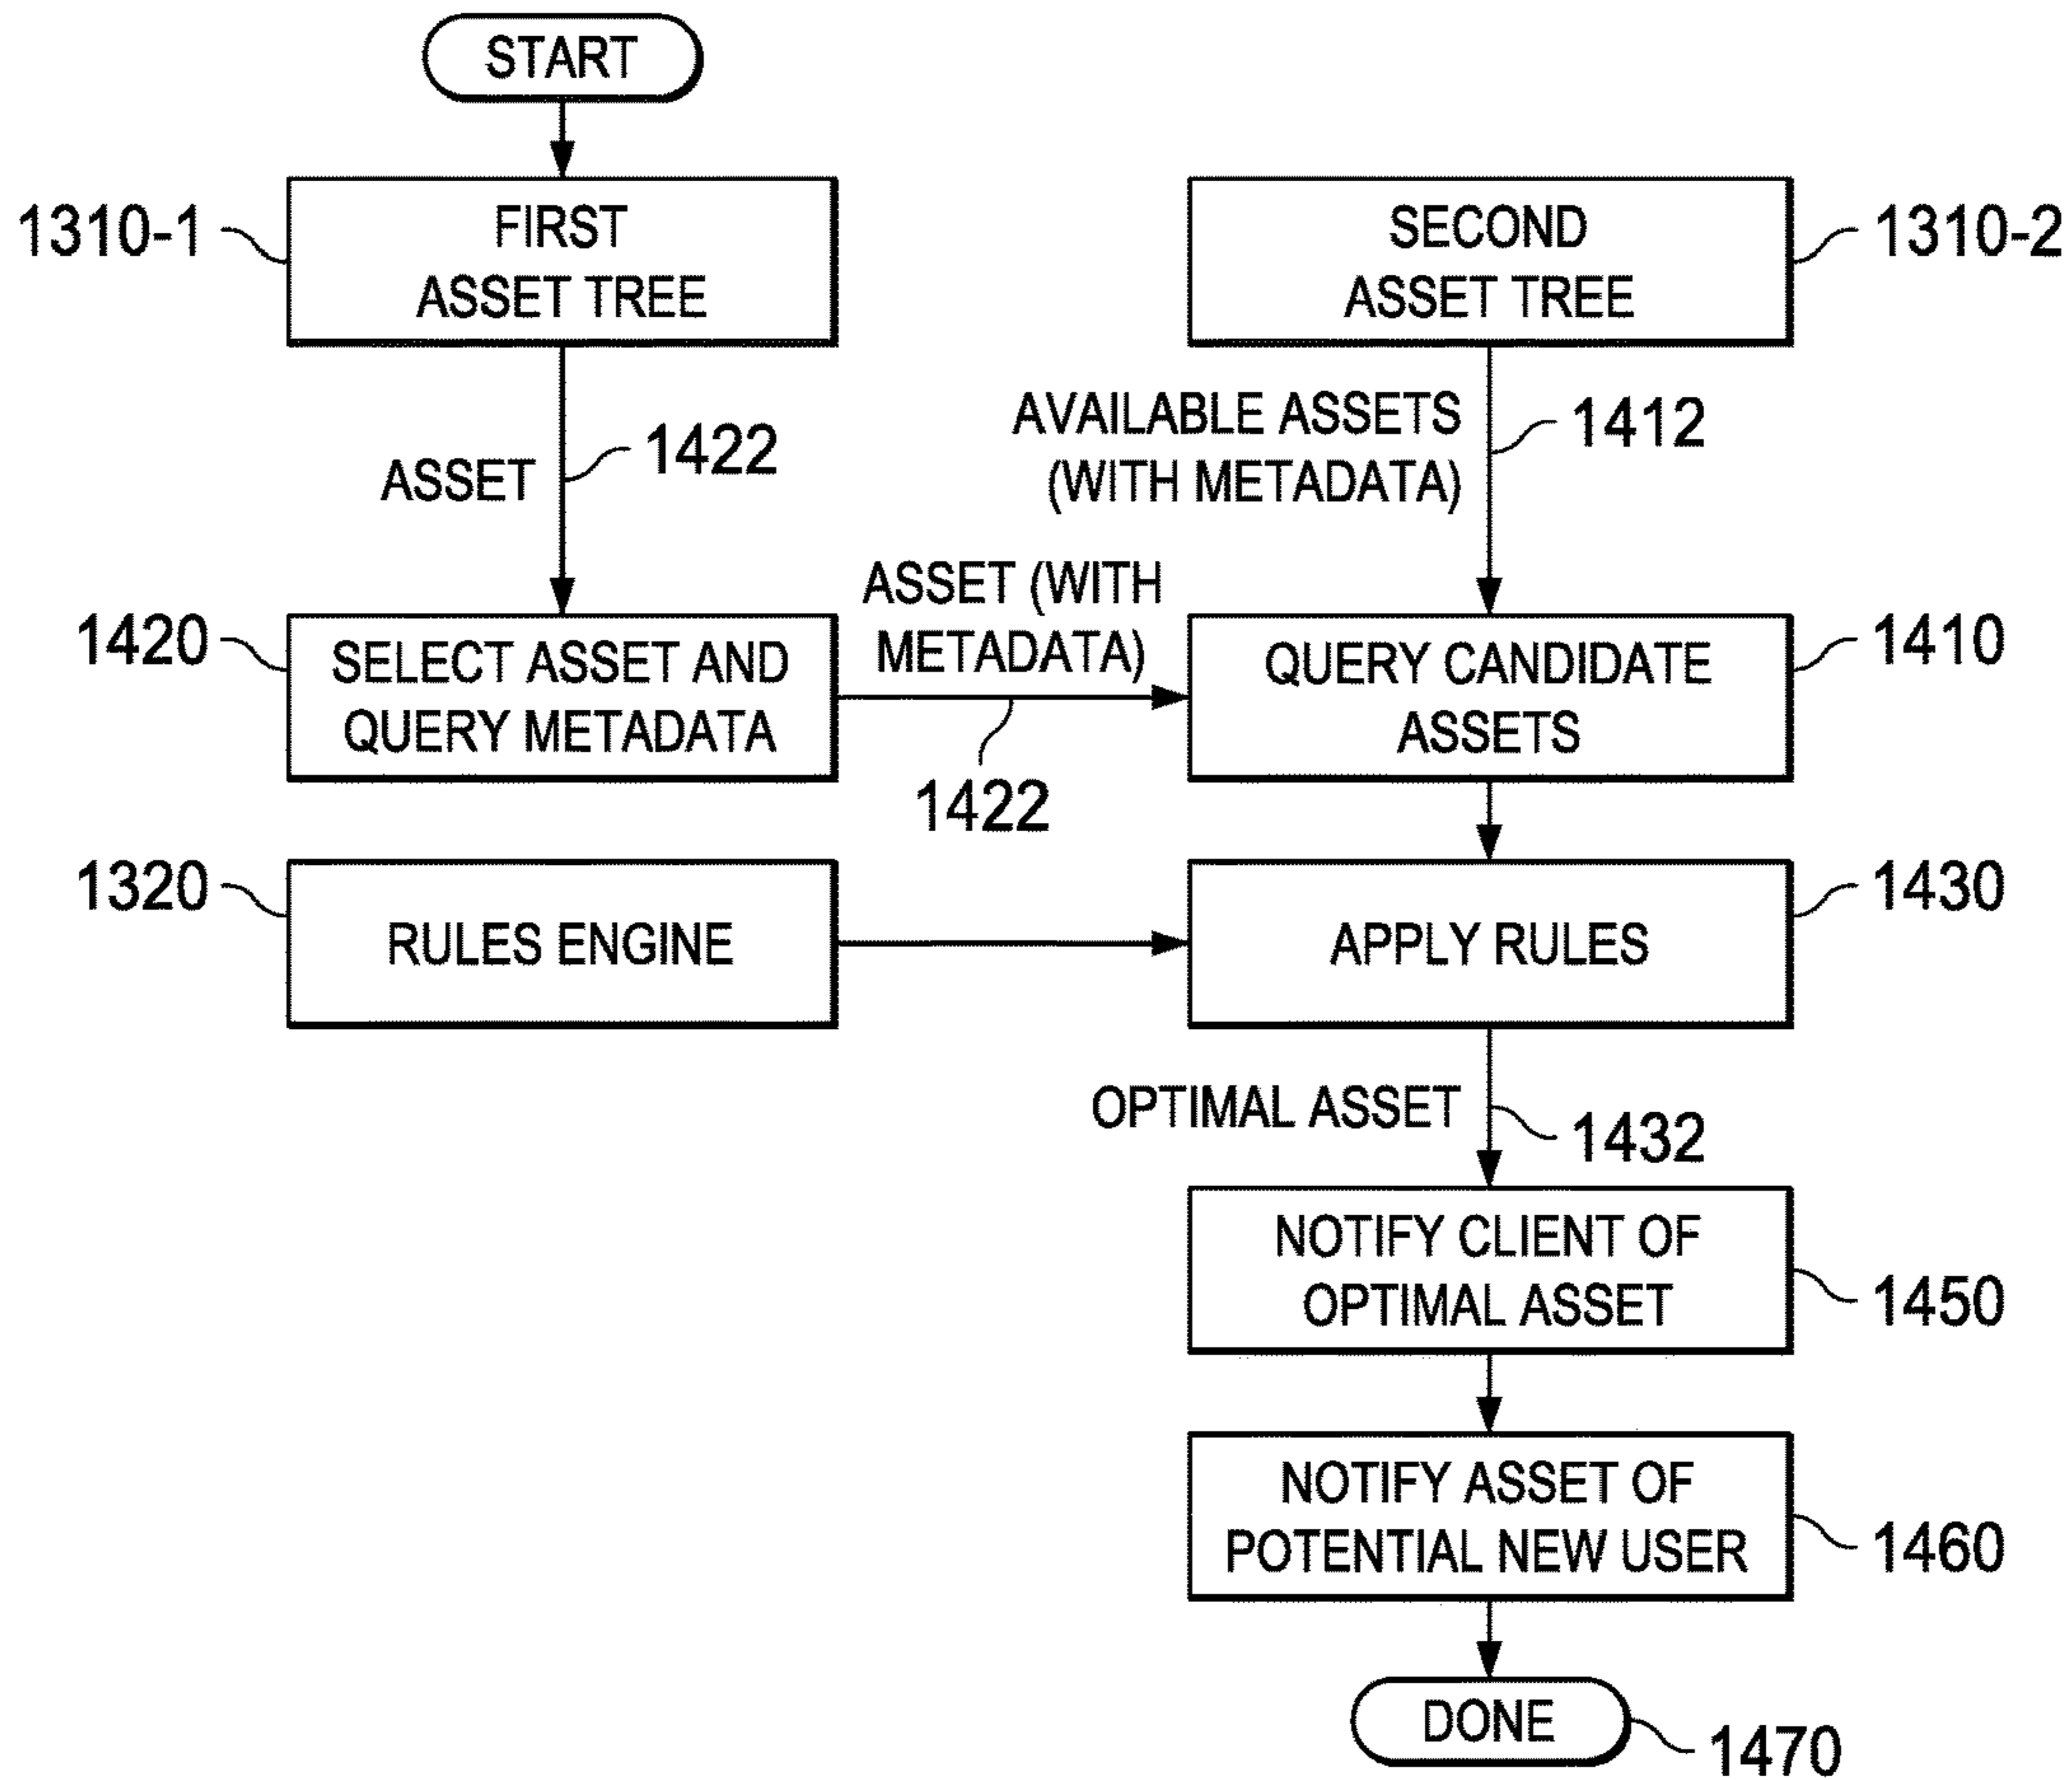 START
1310-1
FIRST
ASSET TREE
SECOND
ASSET TREE
1310-2
ASSET
1422
AVAILABLE ASSETS
(WITH METADATA)
1412
1420
SELECT ASSET AND
QUERY METADATA
ASSET (WITH
METADATA)
1422
QUERY CANDIDATE
ASSETS
1410
1320
RULES ENGINE
APPLY RULES
1430
OPTIMAL ASSET
1432
NOTIFY CLIENT OF
OPTIMAL ASSET
1450
NOTIFY ASSET OF
POTENTIAL NEW USER
1460
DONE
1470